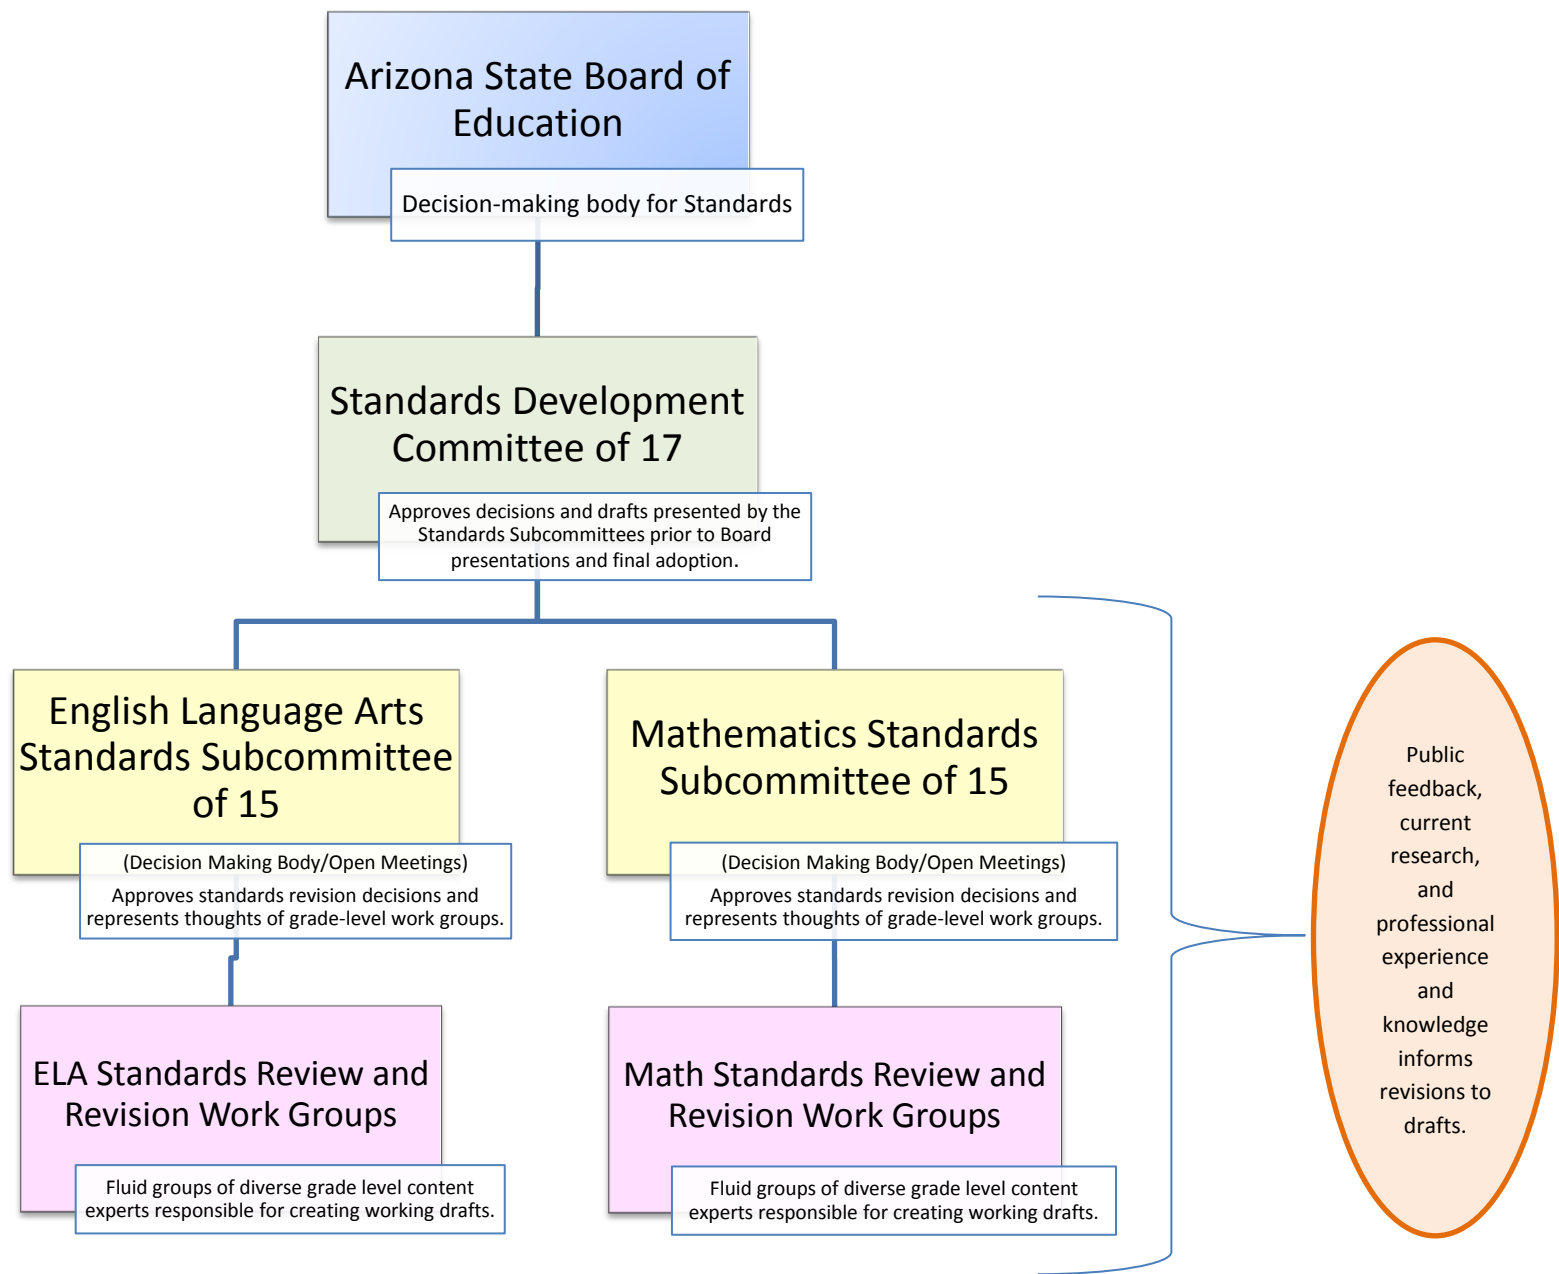 Arizona State Board of
Education
Decision-making body for Standards
Standards Development
Committee of 17
Approves decisions and drafts presented by the
Standards Subcommittees prior to Board
presentations and final adoption.
English Language Arts
Standards Subcommittee
of 15
(Decision Making Body/Open Meetings)
Approves standards revision decisions and
represents thoughts of grade-level work groups.
Mathematics Standards
Subcommittee of 15
(Decision Making Body/Open Meetings)
Approves standards revision decisions and
represents thoughts of grade-level work groups.
ELA Standards Review and
Revision Work Groups
Fluid groups of diverse grade level content
experts responsible for creating working drafts.
Math Standards Review and
Revision Work Groups
Fluid groups of diverse grade level content
experts responsible for creating working drafts.
Public
feedback,
current
research,
and
professional
experience
and
knowledge
informs
revisions to
drafts.